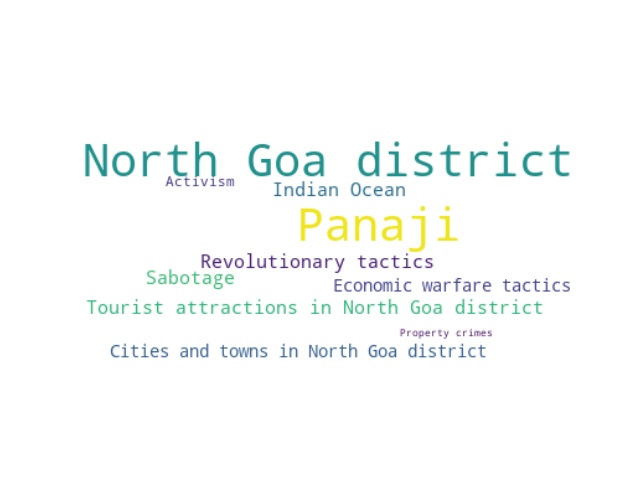 North Goa district
Activism
Indian Ocean
Panaji
Revolutionary tactics
Sabotage
Economic warfare tactics
Tourist attractions in North Goa district
Property crimes
Cities and towns in North Goa district